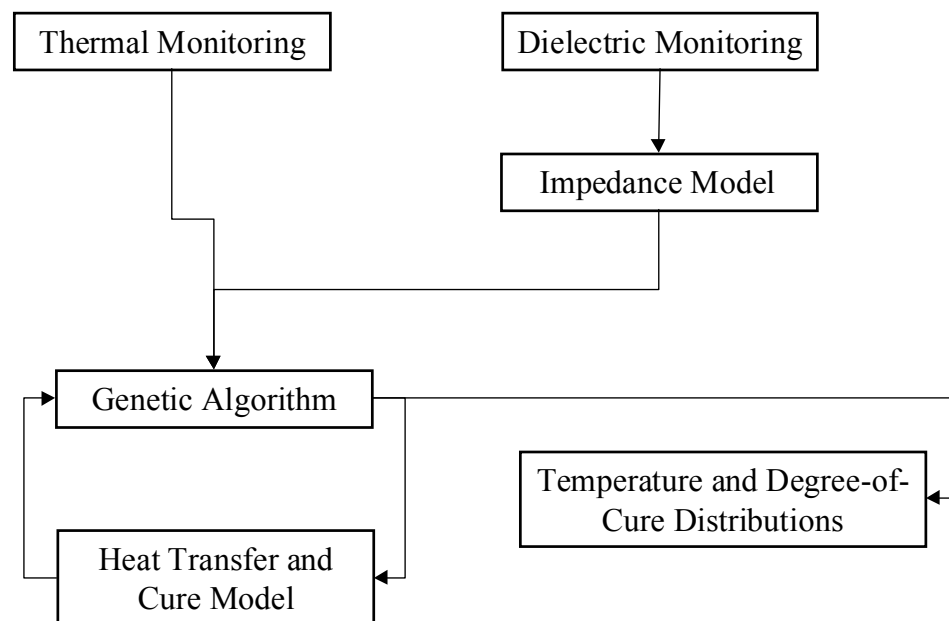 Thermal Monitoring
Dielectric Monitoring
Impedance Model
Genetic Algorithm
Temperature and Degree-of-
Cure Distributions
Heat Transfer and
Cure Model